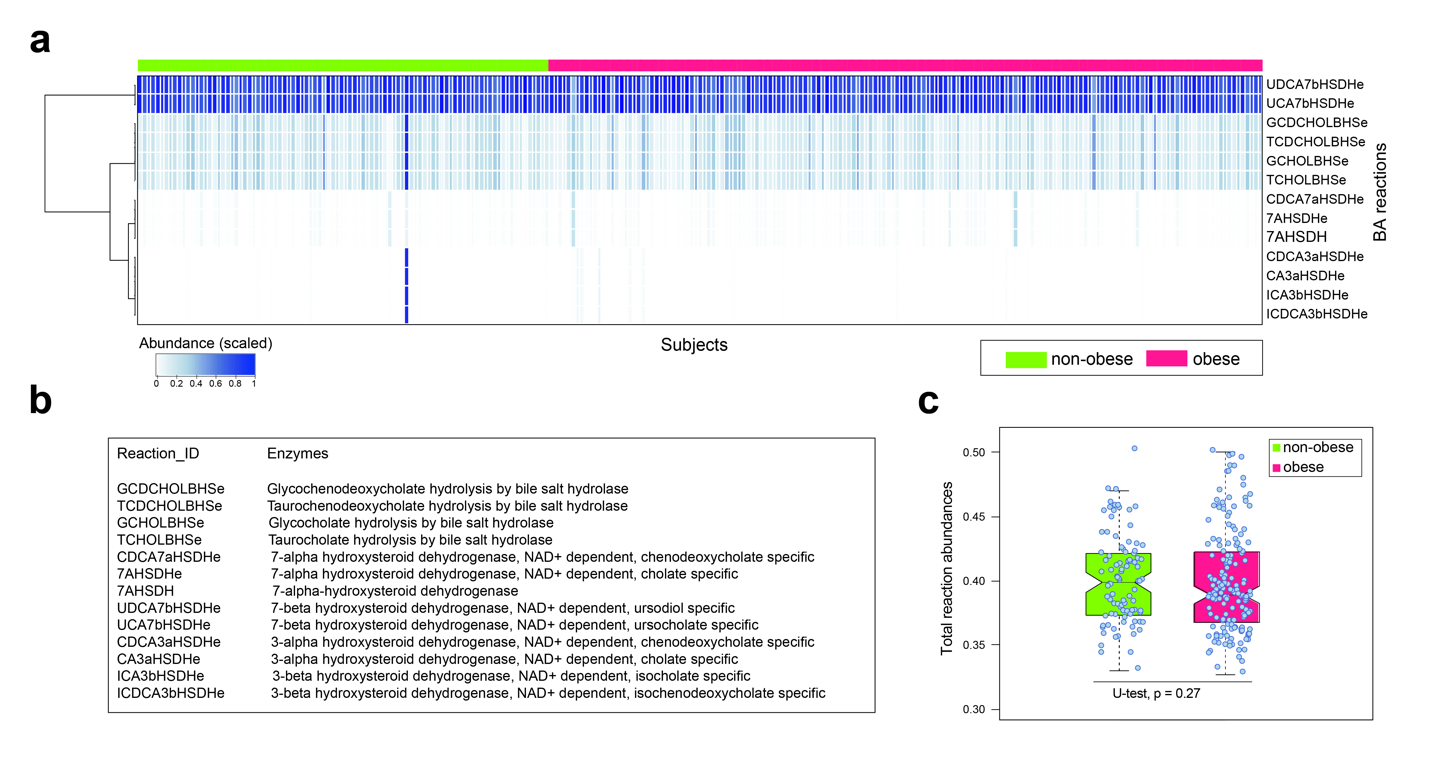 a
UDCA7bHSDHe
UCA7bHSDHe
GCDCHOLBHSe
TCDCHOLBHSe
GCHOLBHSe
TCHOLBHSe
CDCA7aHSDHe
7AHSDHe
7AHSDH
CDCA3aHSDHe
CA3aHSDHe
ICA3bHSDHe
ICDCA3bHSDHe
BA reactions
Abundance (scaled)
0 0.2 0.4 0.6 0.8 1
Subjects
non-obese obese
b
Reaction_ID Enzymes
GCDCHOLBHSe Glycochenodeoxycholate hydrolysis by bile salt hydrolase
TCDCHOLBHSe Taurochenodeoxycholate hydrolysis by bile salt hydrolase
GCHOLBHSe Glycocholate hydrolysis by bile salt hydrolase
TCHOLBHSe Taurocholate hydrolysis by bile salt hydrolase
CDCA7aHSDHe 7-alpha hydroxysteroid dehydrogenase, NAD+ dependent, chenodeoxycholate specific
7AHSDHe 7-alpha hydroxysteroid dehydrogenase, NAD+ dependent, cholate specific
7AHSDH 7-alpha-hydroxysteroid dehydrogenase
UDCA7bHSDHe 7-beta hydroxysteroid dehydrogenase, NAD+ dependent, ursodiol specific
UCA7bHSDHe 7-beta hydroxysteroid dehydrogenase, NAD+ dependent, ursocholate specific
CDCA3aHSDHe 3-alpha hydroxysteroid dehydrogenase, NAD+ dependent, chenodeoxycholate specific
CA3aHSDHe 3-alpha hydroxysteroid dehydrogenase, NAD+ dependent, cholate specific
ICA3bHSDHe 3-beta hydroxysteroid dehydrogenase, NAD+ dependent, isocholate specific
ICDCA3bHSDHe 3-beta hydroxysteroid dehydrogenase, NAD+ dependent, isochenodeoxycholate specific
c
Total reaction abundances
0.50
0.45
0.40
0.35
0.30
non-obese
obese
U-test, p = 0.27